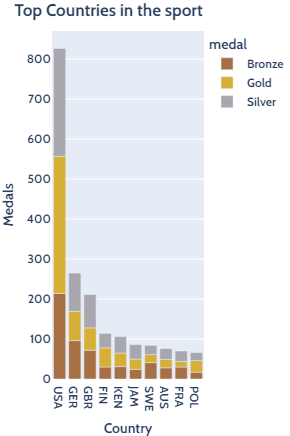 Top Countries in the sport
medal
Bronze
Gold
Silver
800
700
600
500
400
300
200
100
0
Medals
USA
GER
GBR
FIN
KEN
JAM
SWE
AUS
FRA
POL
Country